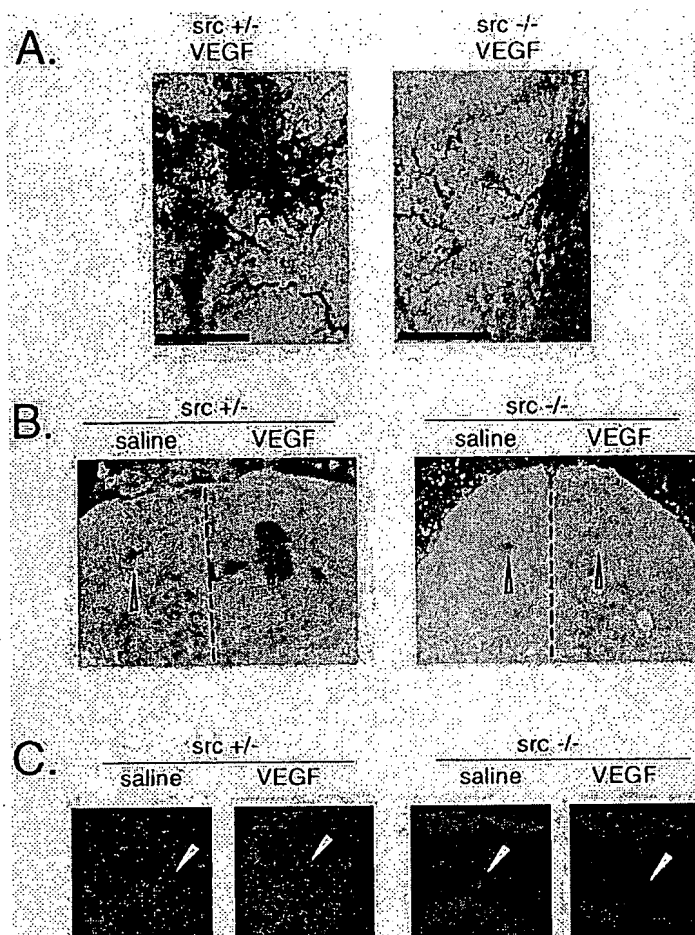 A.
src +/-
VEGF
src -/-
VEGF
B.
src +/-
src -/-
saline
VEGF
saline
VEGF
C.
src +/-
src -/-
saline
VEGF
saline
VEGF